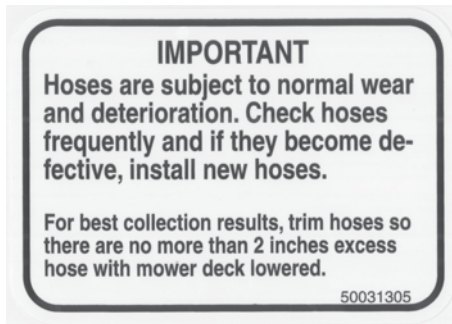 IMPORTANT
Hoses are subject to normal wear
and deterioration. Check hoses
frequently and if they become de-
fective, install new hoses.
For best collection results, trim hoses so
there are no more than 2 inches excess
hose with mower deck lowered.
50031305